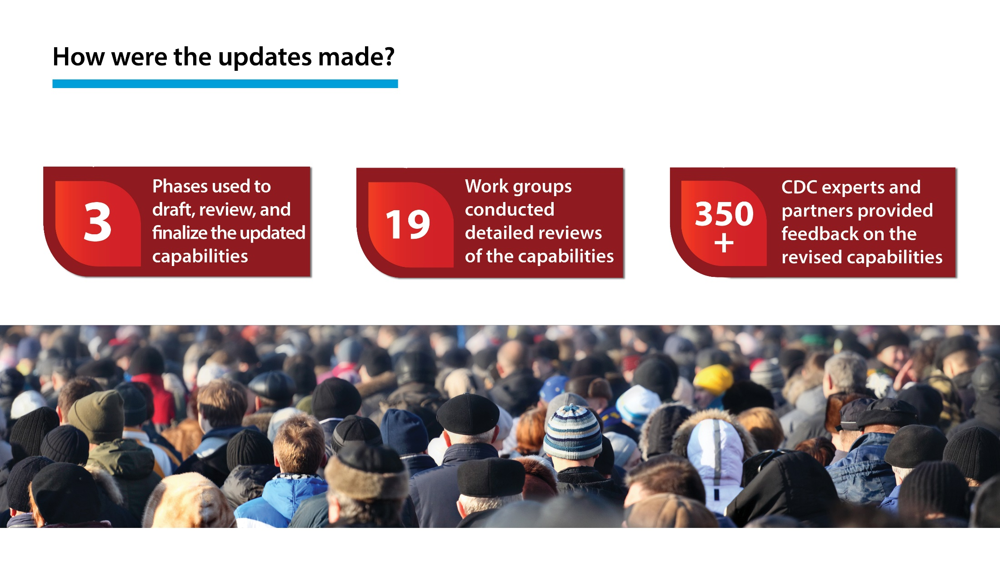 How were the updates made?
3
Phases used to
draft, review, and
finalize the updated
capabilities
19
Work groups
conducted
detailed reviews
of the capabilities
350
+
CDC experts and
partners provided
feedback on the
revised capabilities